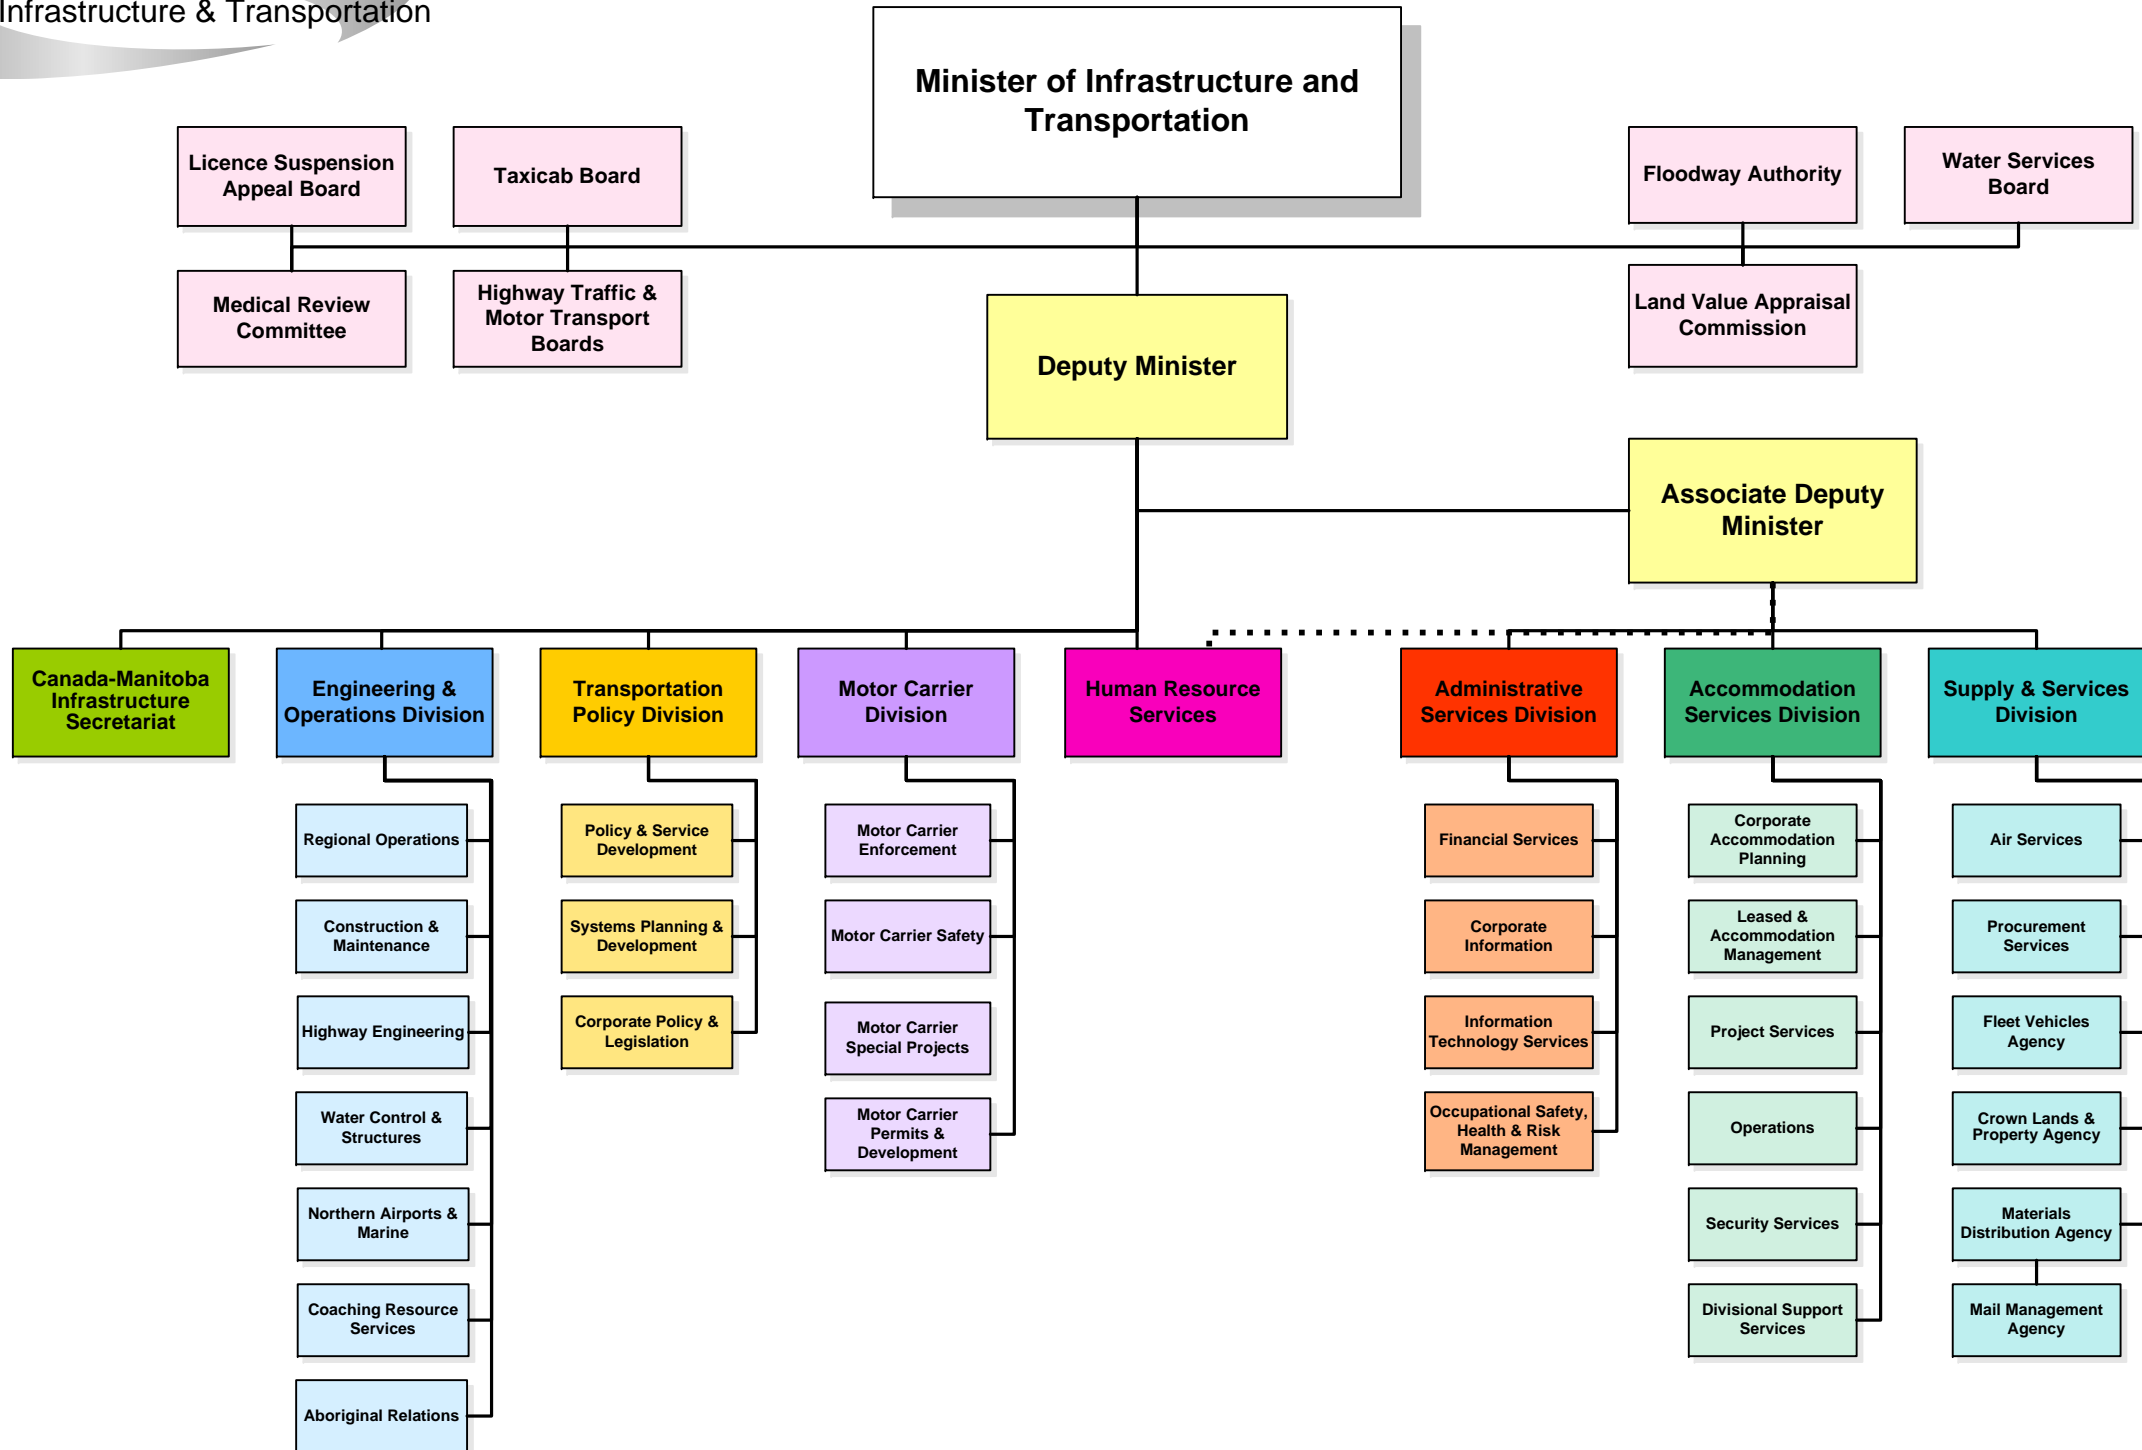 Infrastructure & Transportation
Minister of Infrastructure and
Transportation
Licence Suspension
Appeal Board
Taxicab Board
Floodway Authority
Water Services
Board
Medical Review
Committee
Highway Traffic &
Motor Transport
Boards
Land Value Appraisal
Commission
Deputy Minister
Associate Deputy
Minister
Canada-Manitoba
Infrastructure
Secretariat
Engineering &
Operations Division
Transportation
Policy Division
Motor Carrier
Division
Human Resource
Services
Administrative
Services Division
Accommodation
Services Division
Supply & Services
Division
Regional Operations
Construction &
Maintenance
Highway Engineering
Water Control &
Structures
Northern Airports &
Marine
Coaching Resource
Services
Aboriginal Relations
Policy & Service
Development
Systems Planning &
Development
Corporate Policy &
Legislation
Motor Carrier
Enforcement
Motor Carrier Safety
Motor Carrier
Special Projects
Motor Carrier
Permits &
Development
Financial Services
Corporate
Information
Information
Technology Services
Occupational Safety,
Health & Risk
Management
Corporate
Accommodation
Planning
Leased &
Accommodation
Management
Project Services
Operations
Security Services
Divisional Support
Services
Air Services
Procurement
Services
Fleet Vehicles
Agency
Crown Lands &
Property Agency
Materials
Distribution Agency
Mail Management
Agency